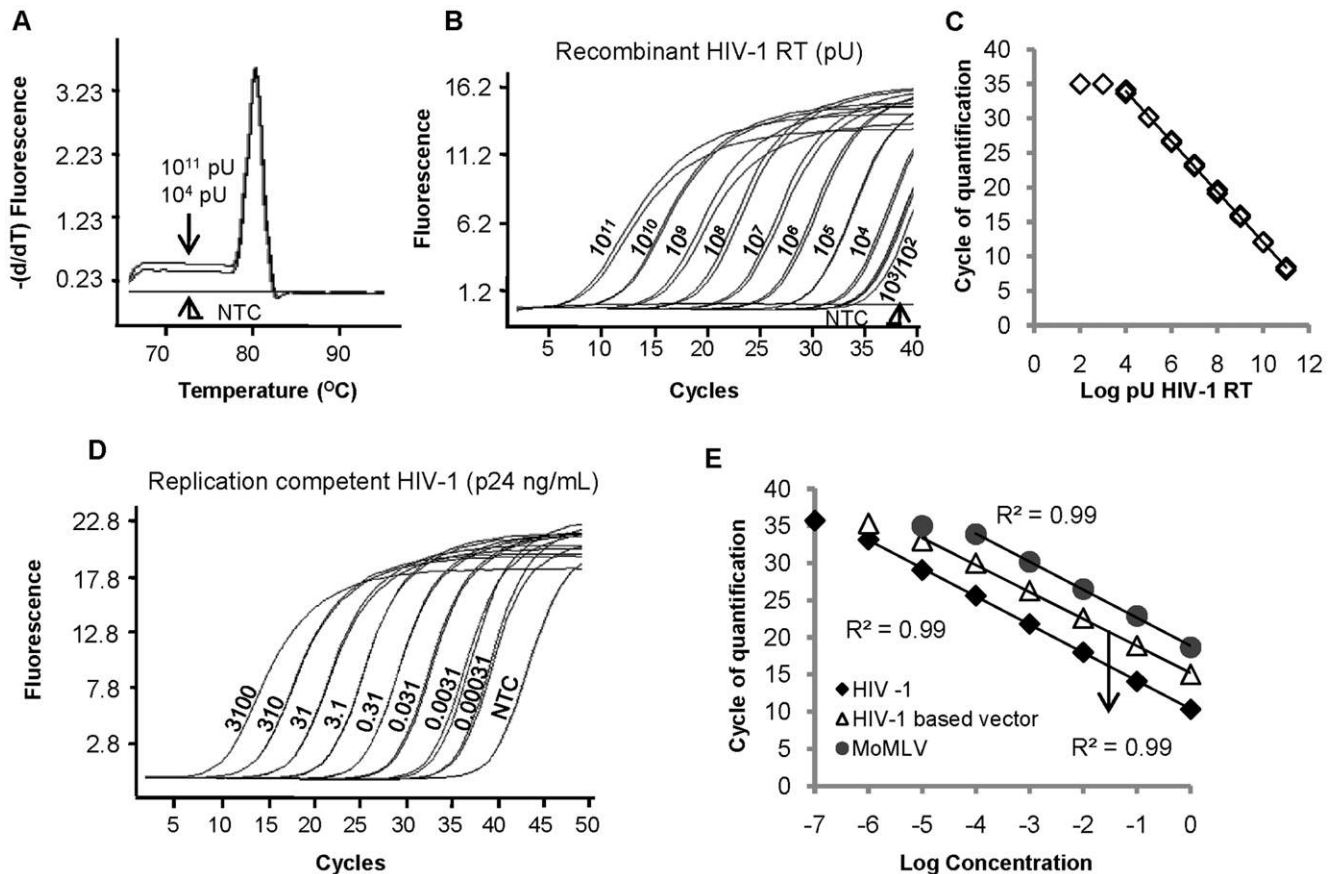 A
-(d/dT) Fluorescence
3.23
2.23
1.23
0.23
10¹¹ pU
10⁴ pU
NTC
70 80 90
Temperature (ᴼC)
B
Recombinant HIV-1 RT (pU)
Fluorescence
16.2
11.2
6.2
1.2
10¹¹ 10¹⁰ 10⁹ 10⁸ 10⁷ 10⁶ 10⁵ 10⁴ 10³/10²
NTC
5 10 15 20 25 30 35 40
Cycles
C
Cycle of quantification
40
35
30
25
20
15
10
5
0
0 2 4 6 8 10 12
Log pU HIV-1 RT
D
Replication competent HIV-1 (p24 ng/mL)
Fluorescence
22.8
17.8
12.8
7.8
2.8
3100 310 31 3.1 0.31 0.031 0.0031 0.00031 NTC
5 10 15 20 25 30 35 40 45 50
Cycles
E
Cycle of quantification
40
35
30
25
20
15
10
5
0
R² = 0.99
R² = 0.99
R² = 0.99
HIV -1
HIV-1 based vector
MoMLV
-7 -6 -5 -4 -3 -2 -1 0
Log Concentration